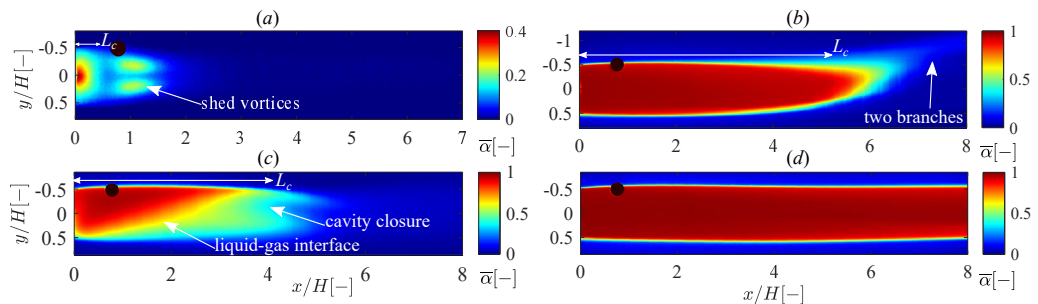 (a)
L_c
-0.5
0
0.5
y/H[−]
shed vortices
0 1 2 3 4 5 6 7
0.4
0.2
0
α̅[−]
(b)
L_c
-1
-0.5
0
0.5
two branches
0 2 4 6 8
1
0.5
0
α̅[−]
(c)
L_c
-0.5
0
0.5
y/H[−]
cavity closure
liquid-gas interface
0 2 4 6 8
x/H[−]
1
0.5
0
α̅[−]
(d)
-0.5
0
0.5
0 2 4 6 8
x/H[−]
1
0.5
0
α̅[−]